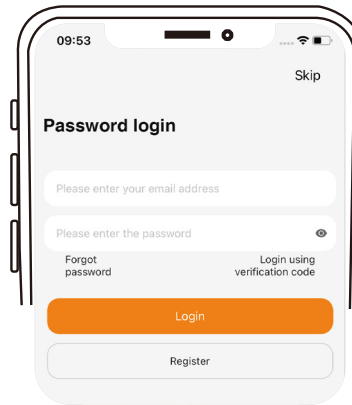 09:53
Skip
Password login
Please enter your email address
Please enter the password
Forgot
password
Login using
verification code
Login
Register